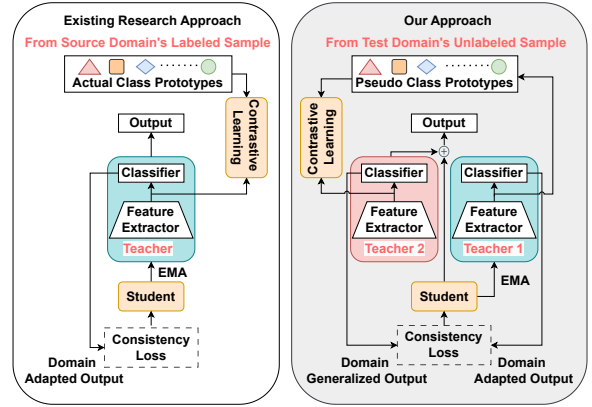 Existing Research Approach
From Source Domain's Labeled Sample
Actual Class Prototypes
Contrastive
Learning
Output
Classifier
Feature
Extractor
Teacher
EMA
Student
Consistency
Loss
Domain
Adapted Output
Our Approach
From Test Domain's Unlabeled Sample
Pseudo Class Prototypes
Contrastive
Learning
Output
Classifier
Feature
Extractor
Teacher 2
Classifier
Feature
Extractor
Teacher 1
EMA
Student
Consistency
Loss
Domain
Generalized Output
Domain
Adapted Output